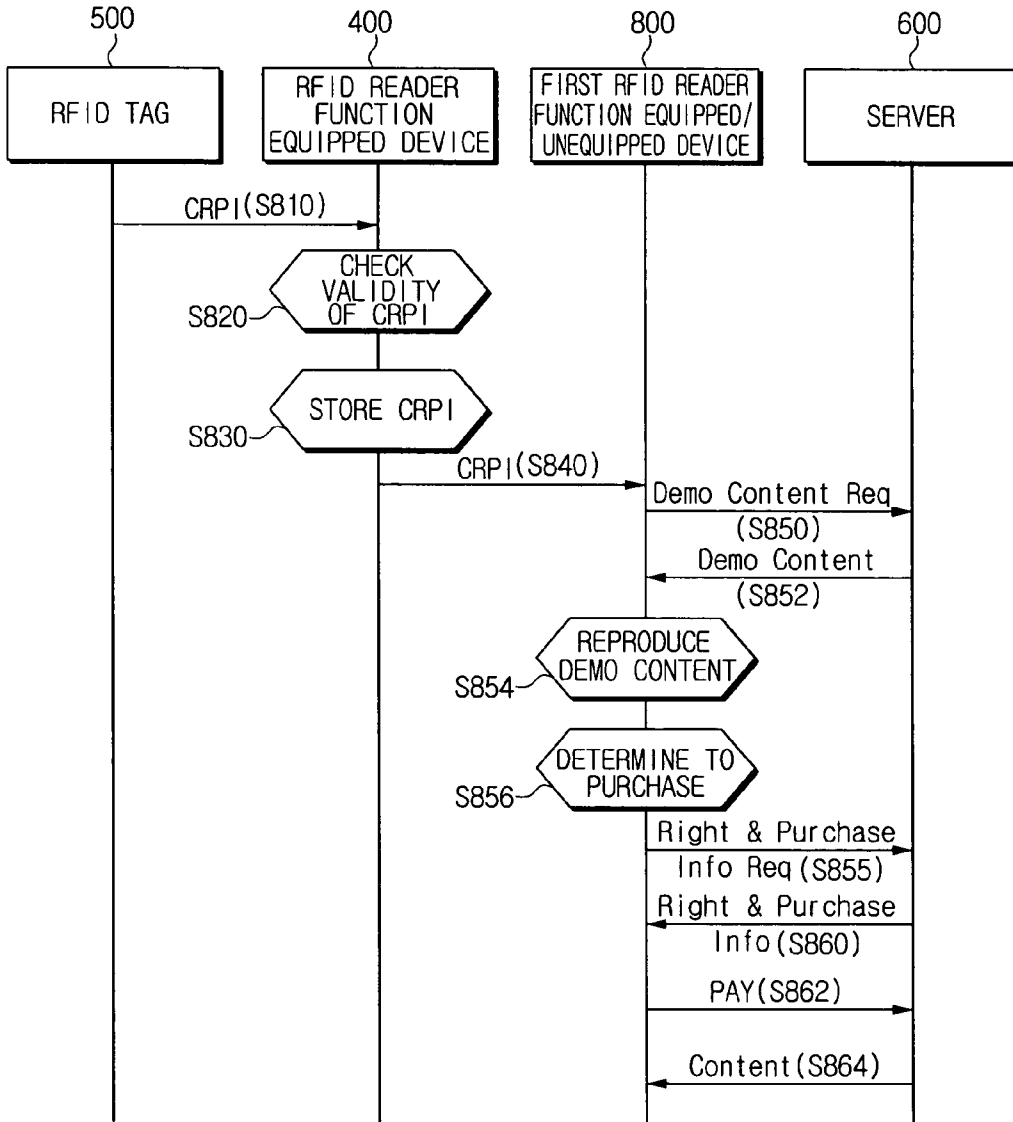 500
400
800
600
RFID TAG
RFID READER
FUNCTION
EQUIPPED DEVICE
FIRST RFID READER
FUNCTION EQUIPPED/
UNEQUIPPED DEVICE
SERVER
CRPI(S810)
CHECK
VALIDITY
OF CRPI
S820
STORE CRPI
S830
CRPI(S840)
Demo Content Req
(S850)
Demo Content
(S852)
REPRODUCE
DEMO CONTENT
S854
DETERMINE TO
PURCHASE
S856
Right & Purchase
Info Req(S855)
Right & Purchase
Info(S860)
PAY(S862)
Content(S864)